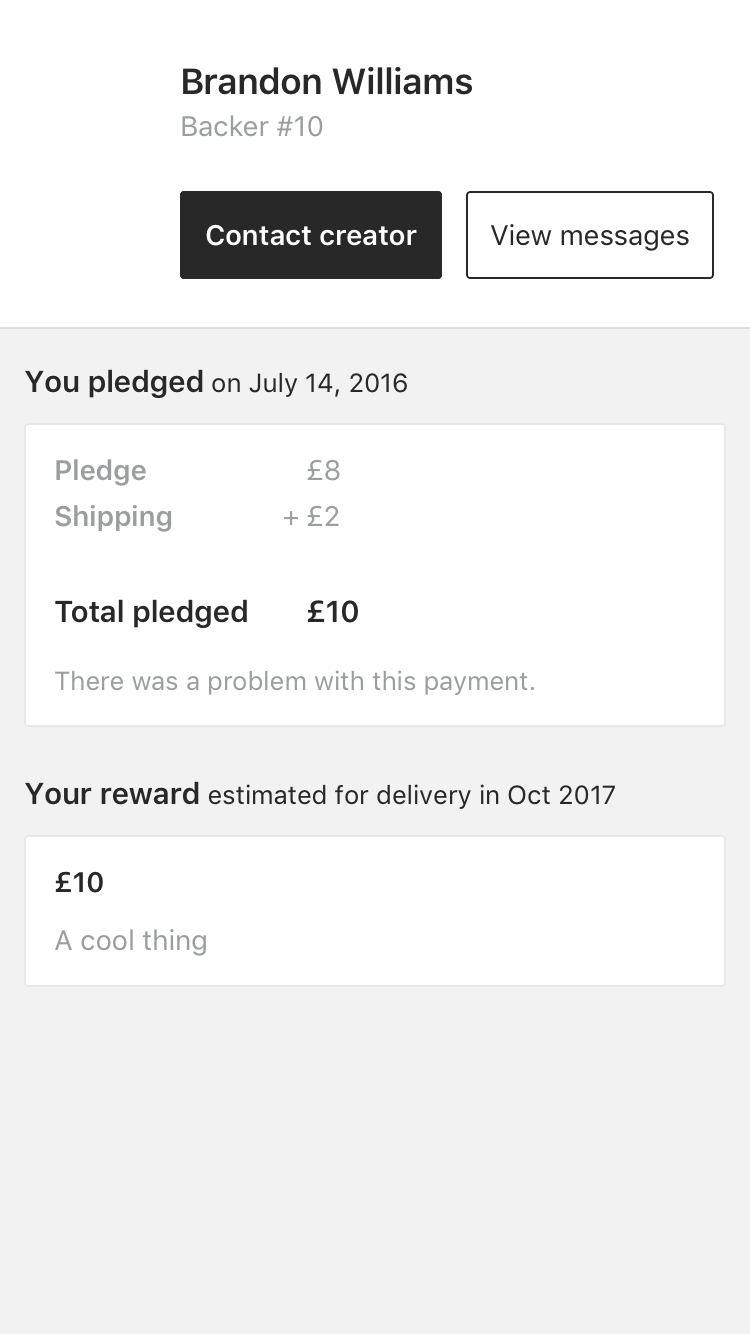 Brandon Williams
Backer #10
Contact creator View messages
You pledged on July 14, 2016
Pledge £8
Shipping + £2
Total pledged £10
There was a problem with this payment.
Your reward estimated for delivery in Oct 2017
£10
A cool thing